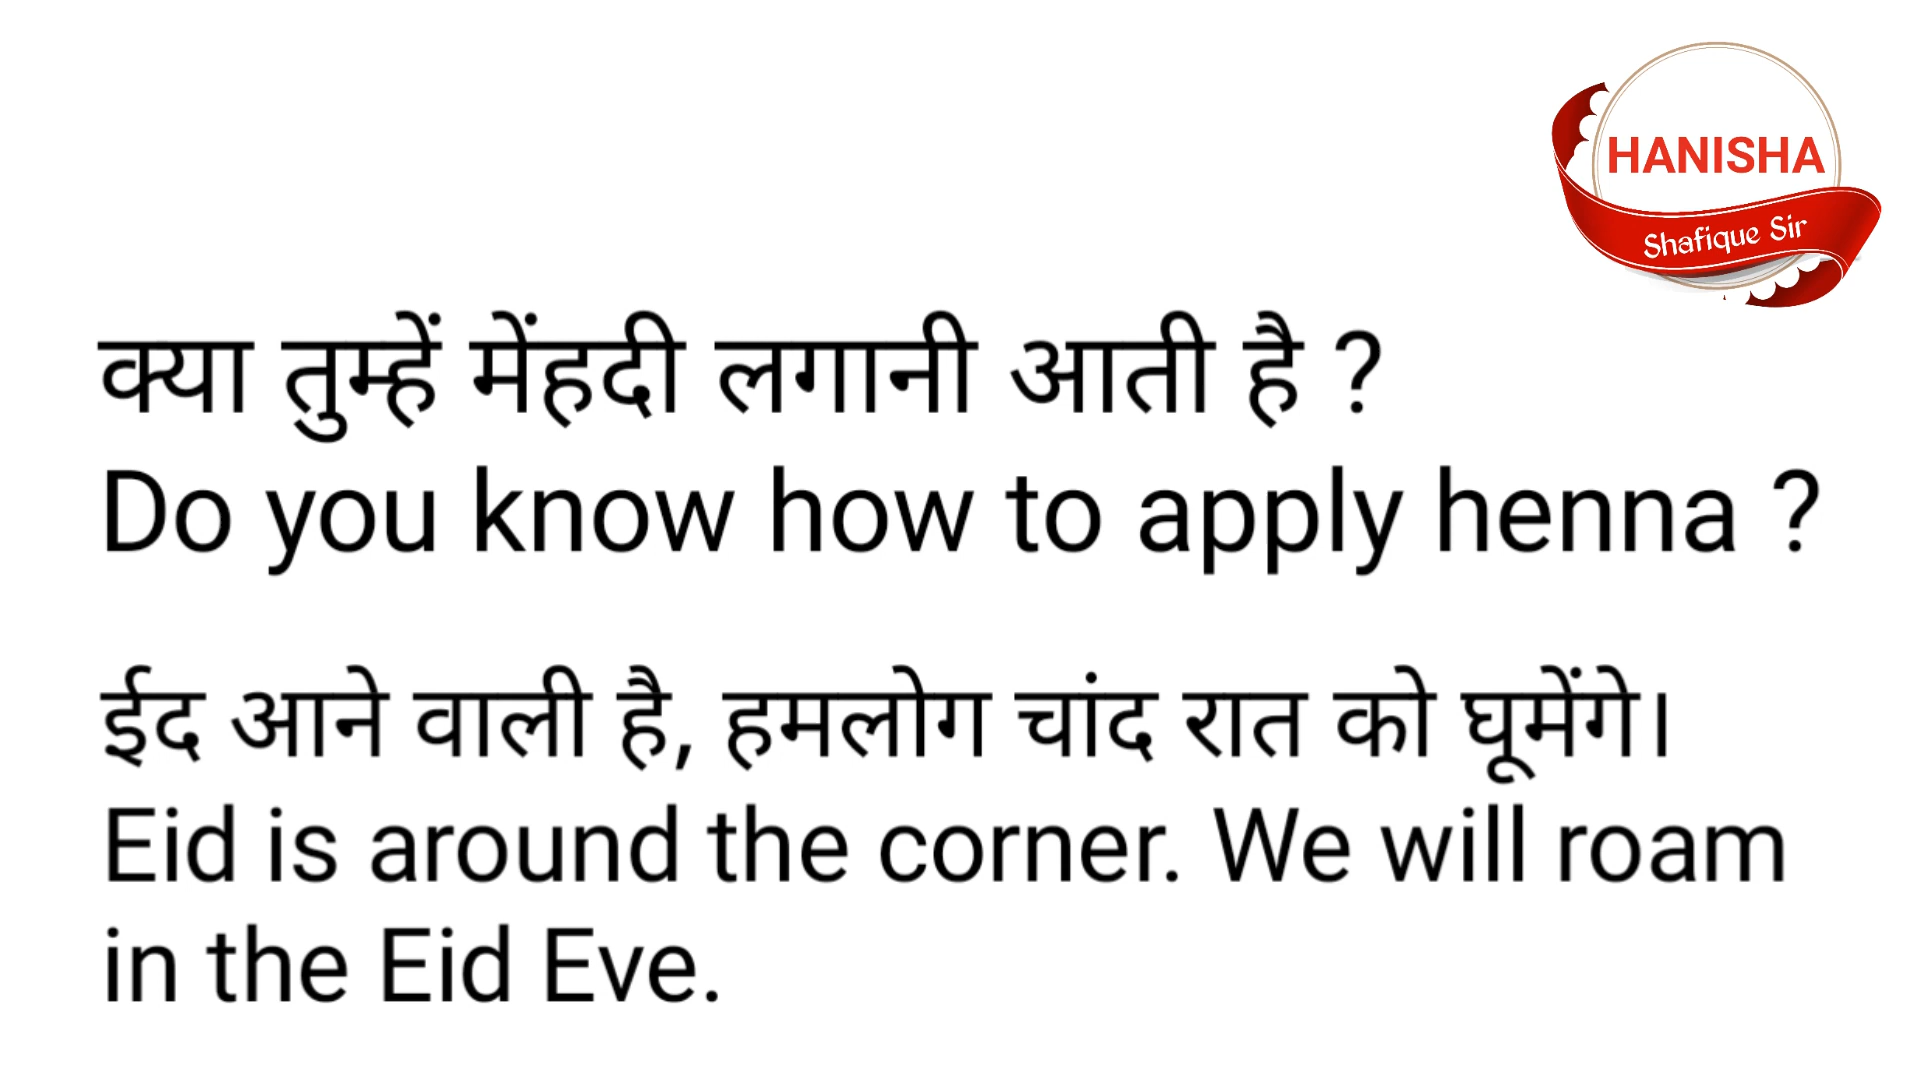 HANISHA
Shafique Sir
क्या तुम्हें मेंहदी लगानी आती है ?
Do you know how to apply henna ?
ईद आने वाली है, हमलोग चांद रात को घूमेंगे।
Eid is around the corner. We will roam
in the Eid Eve.